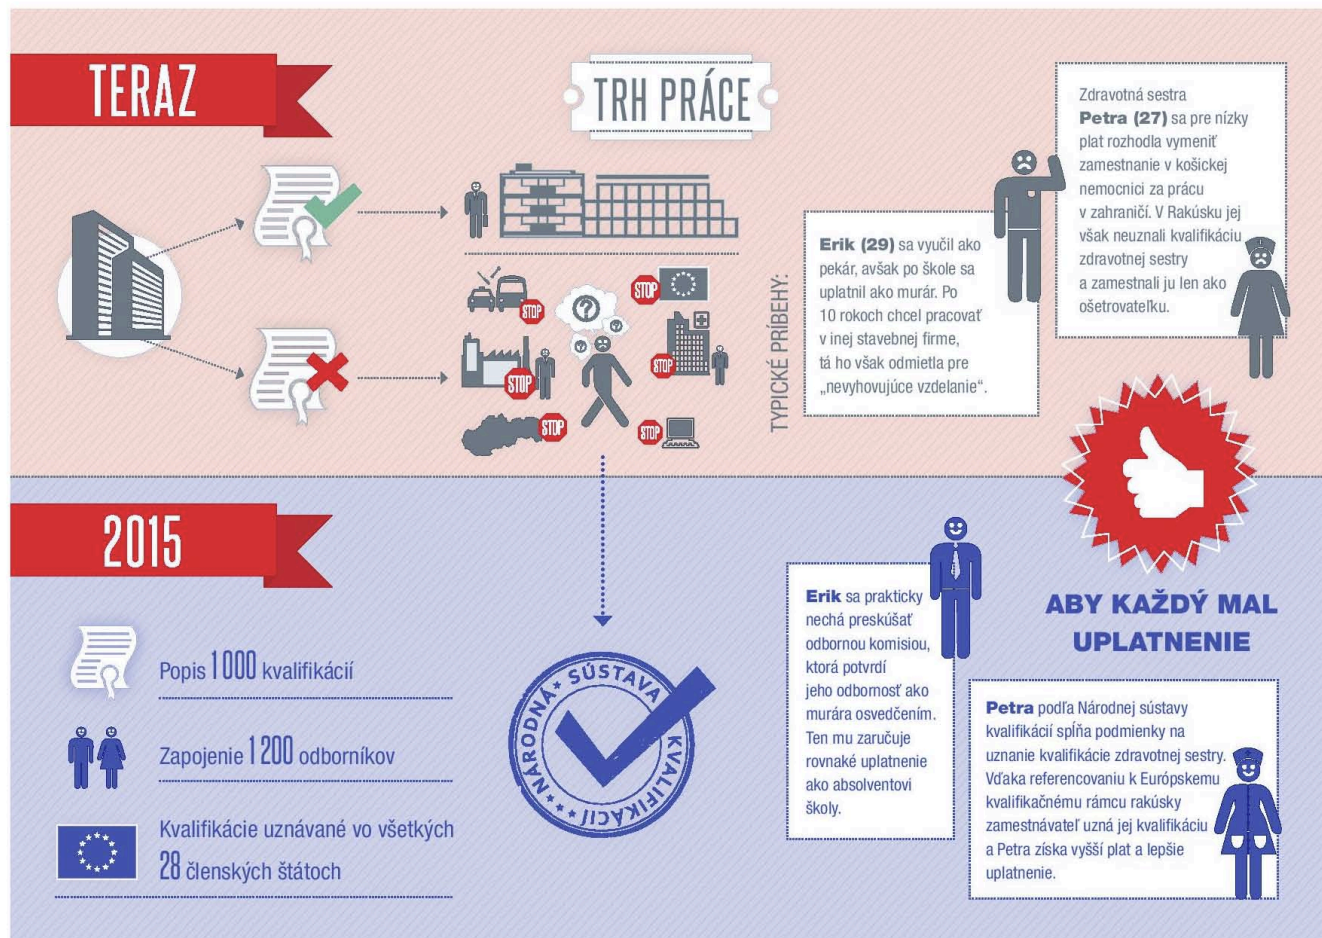 TERAZ
TRH PRÁCE
STOP
STOP
STOP
STOP
STOP
STOP
TYPICKÉ PRÍBEHY:
Erik (29) sa vyučil ako
pekár, avšak po škole sa
uplatnil ako murár. Po
10 rokoch chcel pracovať
v inej stavebnej firme,
tá ho však odmietla pre
„nevyhovujúce vzdelanie“.
Zdravotná sestra
Petra (27) sa pre nízky
plat rozhodla vymeniť
zamestnanie v košickej
nemocnici za prácu
v zahraničí. V Rakúsku jej
však neuznali kvalifikáciu
zdravotnej sestry
a zamestnali ju len ako
ošetrovateľku.
2015
Popis 1000 kvalifikácií
Zapojenie 1200 odborníkov
Kvalifikácie uznávané vo všetkých
28 členských štátoch
NÁRODNÁ SÚSTAVA KVALIFIKÁCIÍ
Erik sa prakticky
nechá preskúšať
odbornou komisiou,
ktorá potvrdí
jeho odbornosť ako
murára osvedčením.
Ten mu zaručuje
rovnaké uplatnenie
ako absolventovi
školy.
ABY KAŽDÝ MAL
UPLATNENIE
Petra podľa Národnej sústavy
kvalifikácií spĺňa podmienky na
uznanie kvalifikácie zdravotnej sestry.
Vďaka referencovaniu k Európskemu
kvalifikačnému rámcu rakúsky
zamestnávateľ uzná jej kvalifikáciu
a Petra získa vyšší plat a lepšie
uplatnenie.